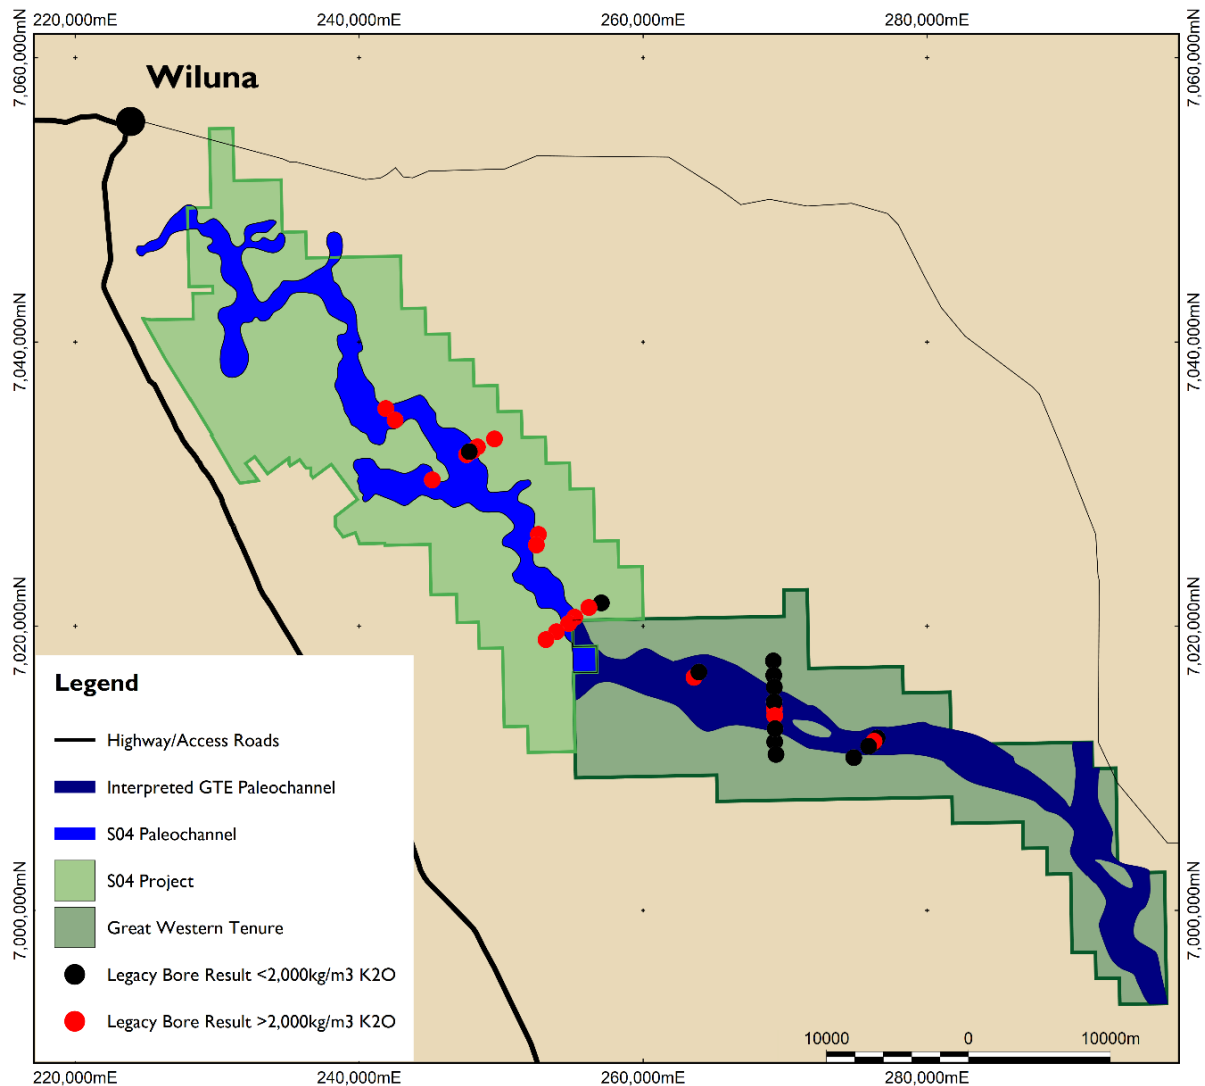 220,000mE 240,000mE 260,000mE 280,000mE
7,060,000mN
7,060,000mN
Wiluna
7,040,000mN
7,040,000mN
7,020,000mN
7,020,000mN
Legend
Highway/Access Roads
Interpreted GTE Paleochannel
S04 Paleochannel
S04 Project
Great Western Tenure
Legacy Bore Result <2,000kg/m3 K2O
Legacy Bore Result >2,000kg/m3 K2O
7,000,000mN
7,000,000mN
10000 0 10000m
220,000mE 240,000mE 260,000mE 280,000mE